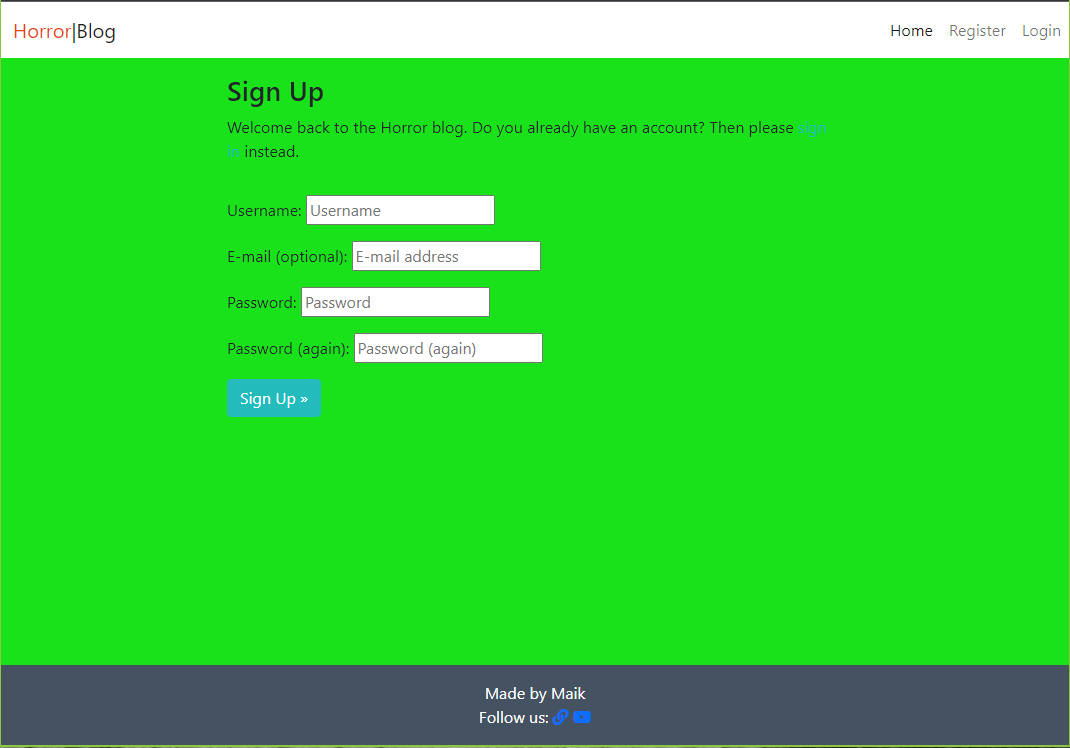 Horror|Blog
Home Register Login
Sign Up
Welcome back to the Horror blog. Do you already have an account? Then please sign
in instead.
Username: Username
E-mail (optional): E-mail address
Password: Password
Password (again): Password (again)
Sign Up »
Made by Maik
Follow us: